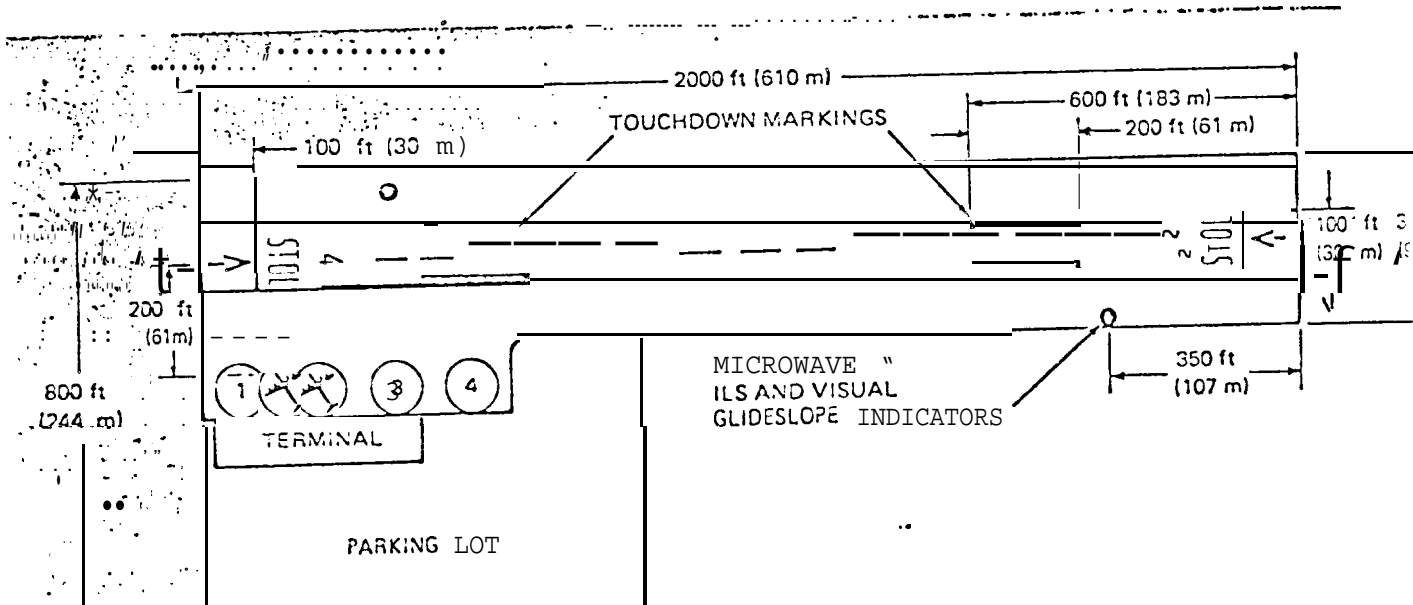 2000 ft (610 m)
600 ft (183 m)
TOUCHDOWN MARKINGS
200 ft (61 m)
100 ft (30 m)
STOL
4
22
STOL
100 ft
200 ft
(61m)
800 ft
(244 m)
1
3
4
TERMINAL
MICROWAVE "
ILS AND VISUAL
GLIDESLOPE INDICATORS
350 ft
(107 m)
PARKING LOT